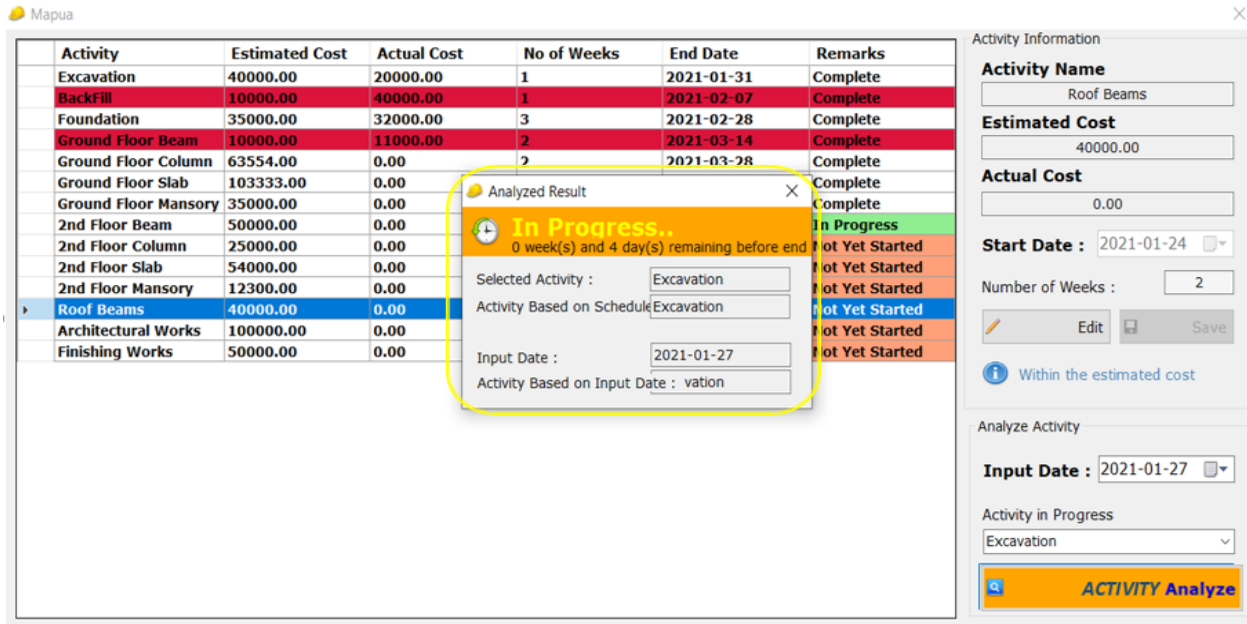 Mapua
Activity Estimated Cost Actual Cost No of Weeks End Date Remarks
Excavation 40000.00 20000.00 1 2021-01-31 Complete
BackFill 10000.00 40000.00 1 2021-02-07 Complete
Foundation 35000.00 32000.00 3 2021-02-28 Complete
Ground Floor Beam 10000.00 11000.00 2 2021-03-14 Complete
Ground Floor Column 63554.00 0.00 2 2021-03-28 Complete
Ground Floor Slab 103333.00 0.00 Complete
Ground Floor Mansory 35000.00 0.00 Complete
2nd Floor Beam 50000.00 0.00 In Progress
2nd Floor Column 25000.00 0.00 Not Yet Started
2nd Floor Slab 54000.00 0.00 Not Yet Started
2nd Floor Mansory 12300.00 0.00 Not Yet Started
Roof Beams 40000.00 0.00 Not Yet Started
Architectural Works 100000.00 0.00 Not Yet Started
Finishing Works 50000.00 0.00 Not Yet Started
Analyzed Result
In Progress..
0 week(s) and 4 day(s) remaining before end
Selected Activity : Excavation
Activity Based on Schedule Excavation
Input Date : 2021-01-27
Activity Based on Input Date : vation
Activity Information
Activity Name
Roof Beams
Estimated Cost
40000.00
Actual Cost
0.00
Start Date : 2021-01-24
Number of Weeks : 2
Edit Save
Within the estimated cost
Analyze Activity
Input Date : 2021-01-27
Activity in Progress
Excavation
ACTIVITY Analyze